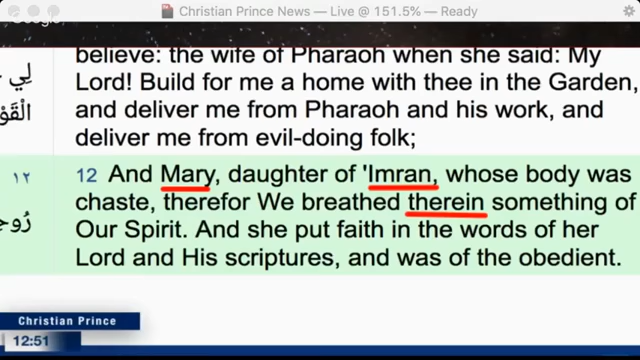 Christian Prince News — Live @ 151.5% — Ready
believe: the wife of Pharaoh when she said: My
Lord! Build for me a home with thee in the Garden,
and deliver me from Pharaoh and his work, and
deliver me from evil-doing folk;
١٢
12 And Mary, daughter of 'Imran, whose body was
chaste, therefor We breathed therein something of
Our Spirit. And she put faith in the words of her
Lord and His scriptures, and was of the obedient.
Christian Prince
12:51